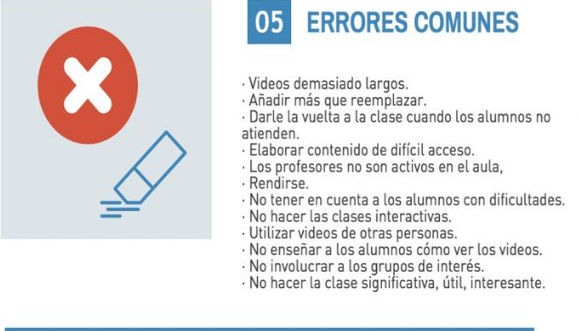 05 ERRORES COMUNES
· Videos demasiado largos.
· Añadir más que reemplazar.
· Darle la vuelta a la clase cuando los alumnos no
atienden.
· Elaborar contenido de difícil acceso.
· Los profesores no son activos en el aula,
· Rendirse.
· No tener en cuenta a los alumnos con dificultades.
· No hacer las clases interactivas.
· Utilizar videos de otras personas.
· No enseñar a los alumnos cómo ver los videos.
· No involucrar a los grupos de interés.
· No hacer la clase significativa, útil, interesante.